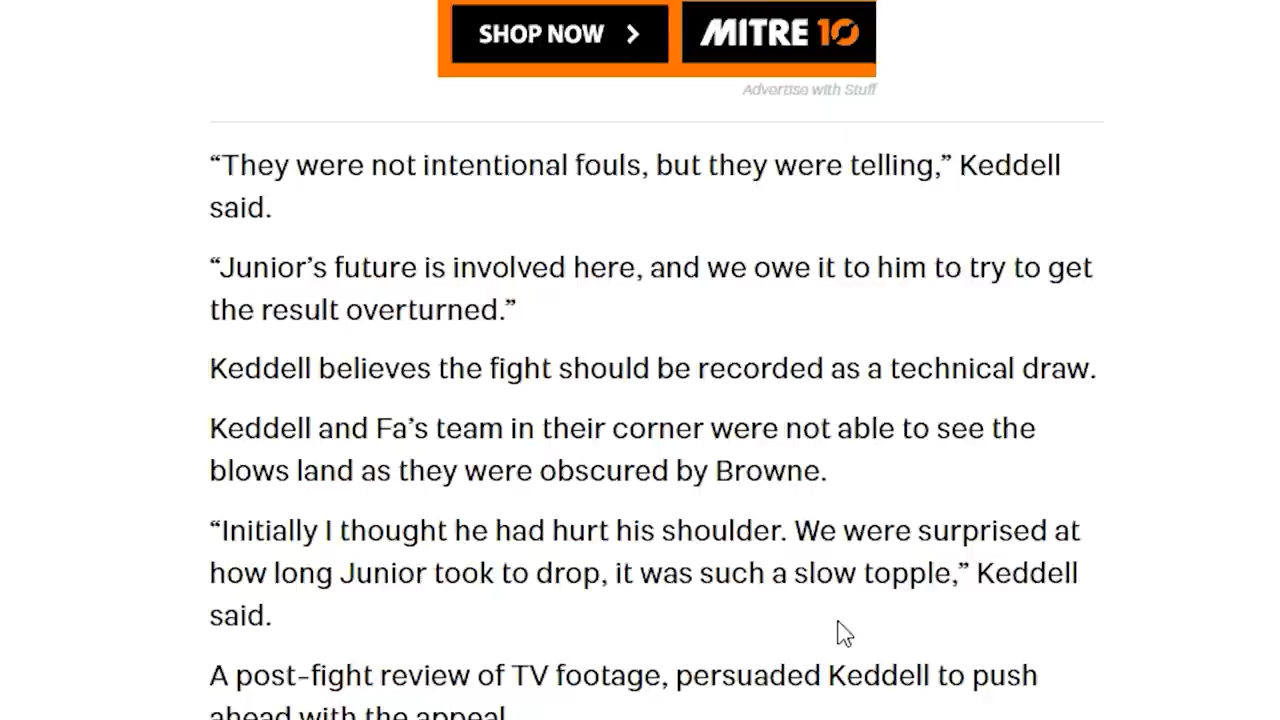 SHOP NOW
MITRE 10
Advertise with Stuff
“They were not intentional fouls, but they were telling,” Keddell
said.
“Junior’s future is involved here, and we owe it to him to try to get
the result overturned.”
Keddell believes the fight should be recorded as a technical draw.
Keddell and Fa’s team in their corner were not able to see the
blows land as they were obscured by Browne.
“Initially I thought he had hurt his shoulder. We were surprised at
how long Junior took to drop, it was such a slow topple,” Keddell
said.
A post-fight review of TV footage, persuaded Keddell to push
ahead with the appeal.